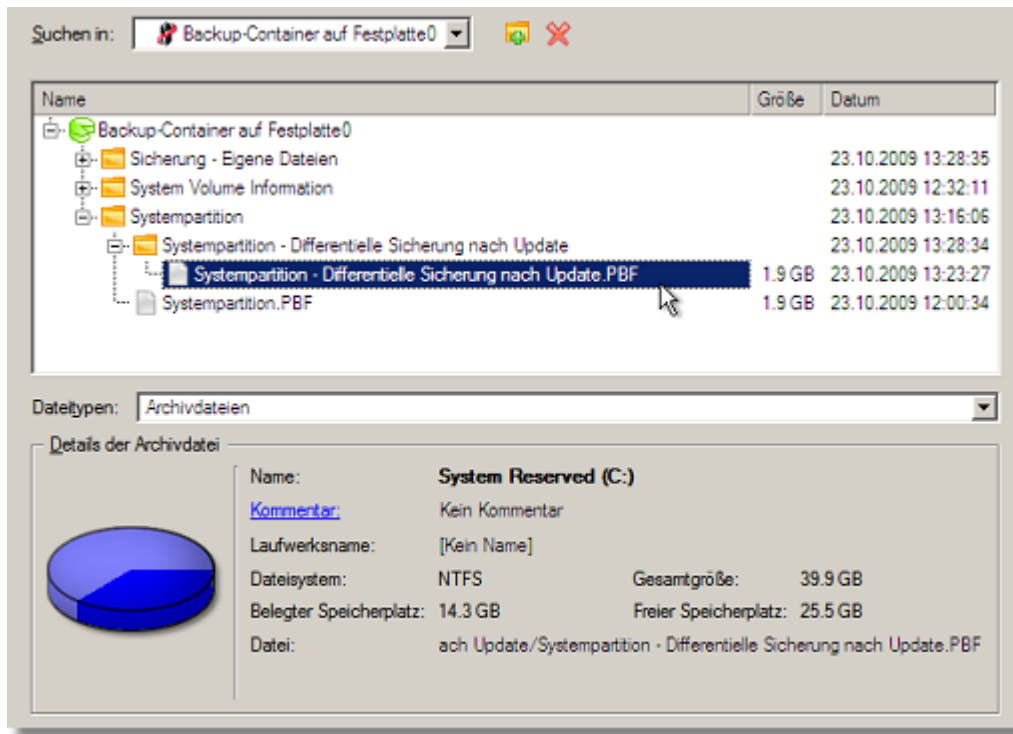 Suchen in: Backup-Container auf Festplatte0
Name Größe Datum
Backup-Container auf Festplatte0
Sicherung - Eigene Dateien 23.10.2009 13:28:35
System Volume Information 23.10.2009 12:32:11
Systempartition 23.10.2009 13:16:06
Systempartition - Differentielle Sicherung nach Update 23.10.2009 13:28:34
Systempartition - Differentielle Sicherung nach Update.PBF 1.9 GB 23.10.2009 13:23:27
Systempartition.PBF 1.9 GB 23.10.2009 12:00:34
Dateitypen: Archivdateien
Details der Archivdatei
Name: System Reserved (C:)
Kommentar: Kein Kommentar
Laufwerksname: [Kein Name]
Dateisystem: NTFS Gesamtgröße: 39.9 GB
Belegter Speicherplatz: 14.3 GB Freier Speicherplatz: 25.5 GB
Datei: ach Update/Systempartition - Differentielle Sicherung nach Update.PBF